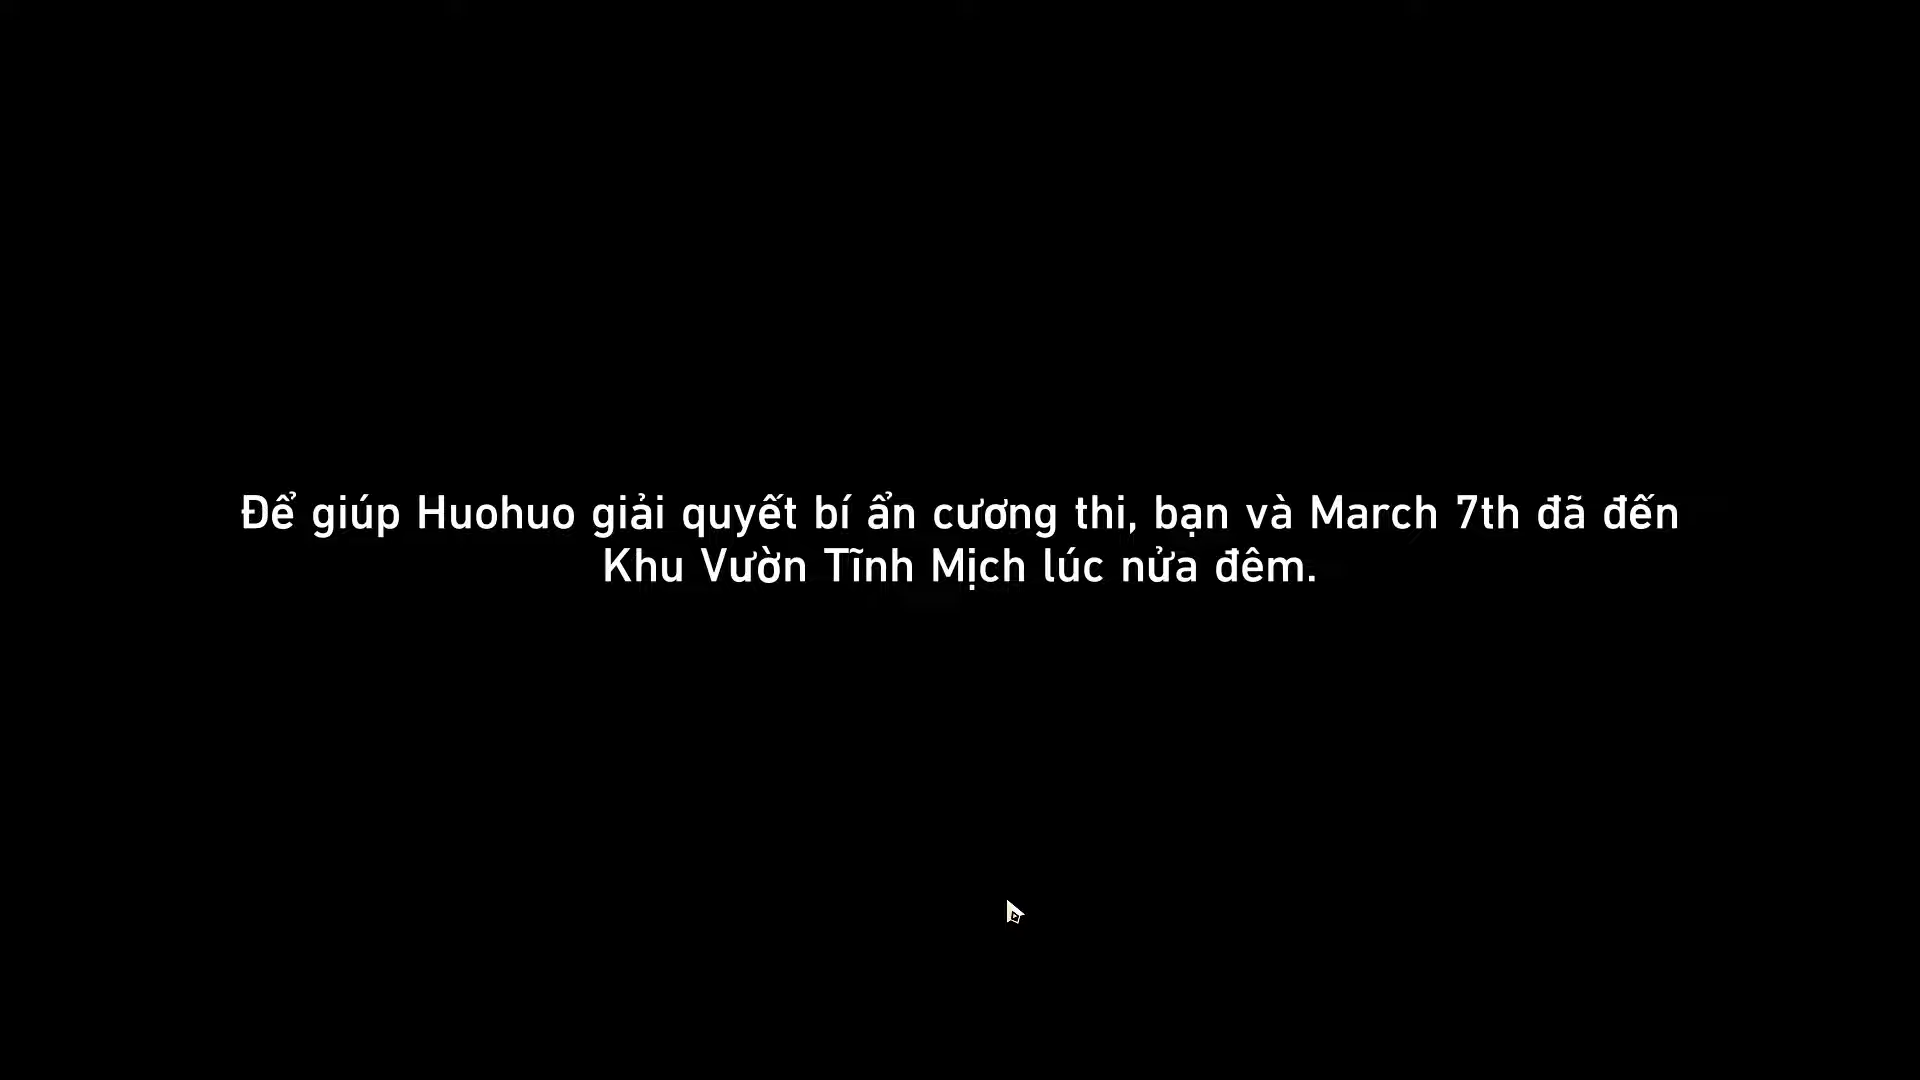 Để giúp Huohuo giải quyết bí ẩn cương thi, bạn và March 7th đã đến
Khu Vườn Tĩnh Mịch lúc nửa đêm.